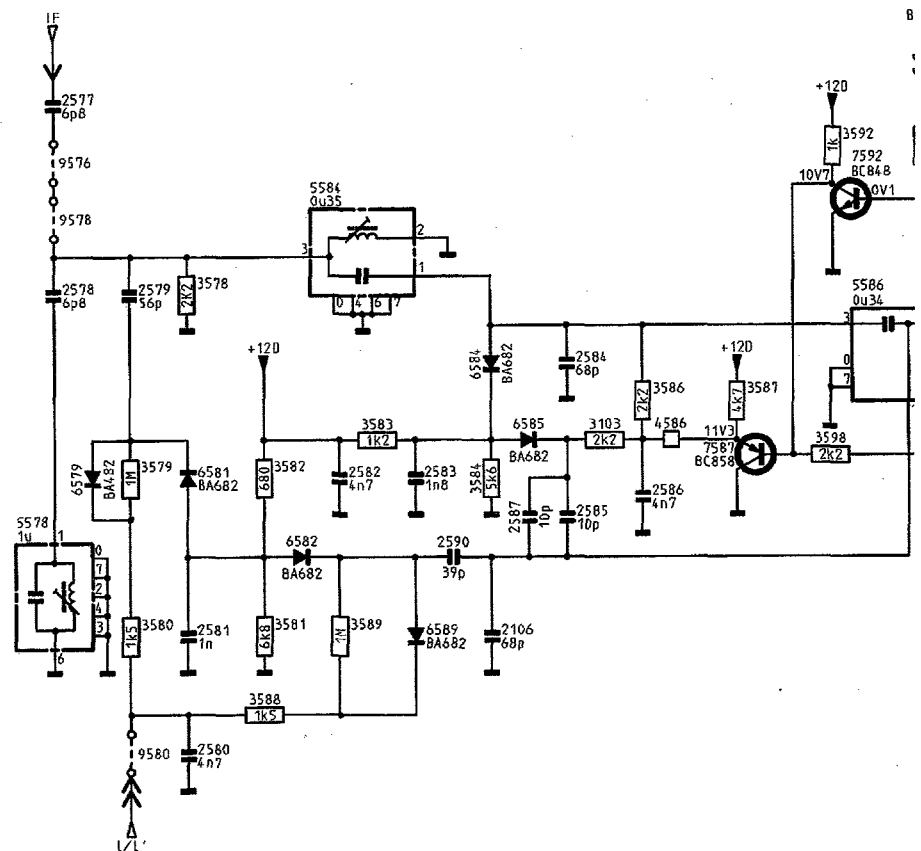 IF
B
2577
6p8
9576
9578
+12D
3592
1k
7592
BC848
10V7
0V1
5584
0u35
3
2
1
0 4 6 7
2578
6p8
2579
56p
3578
2K2
5586
0u34
3
0
7
+12D
6584
BA682
2584
68p
3586
2k2
+12D
3587
4k7
3583
1k2
6585
BA682
3103
2k2
4586
11V3
7587
BC858
3598
2k2
6579
BA482
3579
1M
6581
BA682
3582
680
2582
4n7
2583
1n8
3584
5k6
2587
10p
2585
10p
2586
4n7
5578
1u
1
0
7
2
4
3
6
6582
BA682
2590
39p
3580
1k5
2581
1n
3581
6k8
3589
1M
6589
BA682
2106
68p
3588
1k5
9580
2580
4n7
L/L'